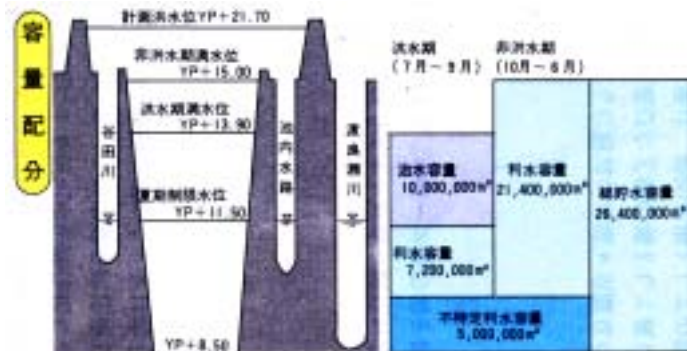 容量配分
計画洪水位YP+21.70
非洪水期満水位
YP+15.00
洪水期満水位
YP+13.90
夏期制限水位
YP+11.50
YP+8.50
谷田川
池内水路
渡良瀬川
洪水期
(7月~9月)
非洪水期
(10月~6月)
治水容量
10,000,000m³
利水容量
21,400,000m³
総貯水容量
26,400,000m³
利水容量
7,200,000m³
不特定利水容量
5,000,000m³